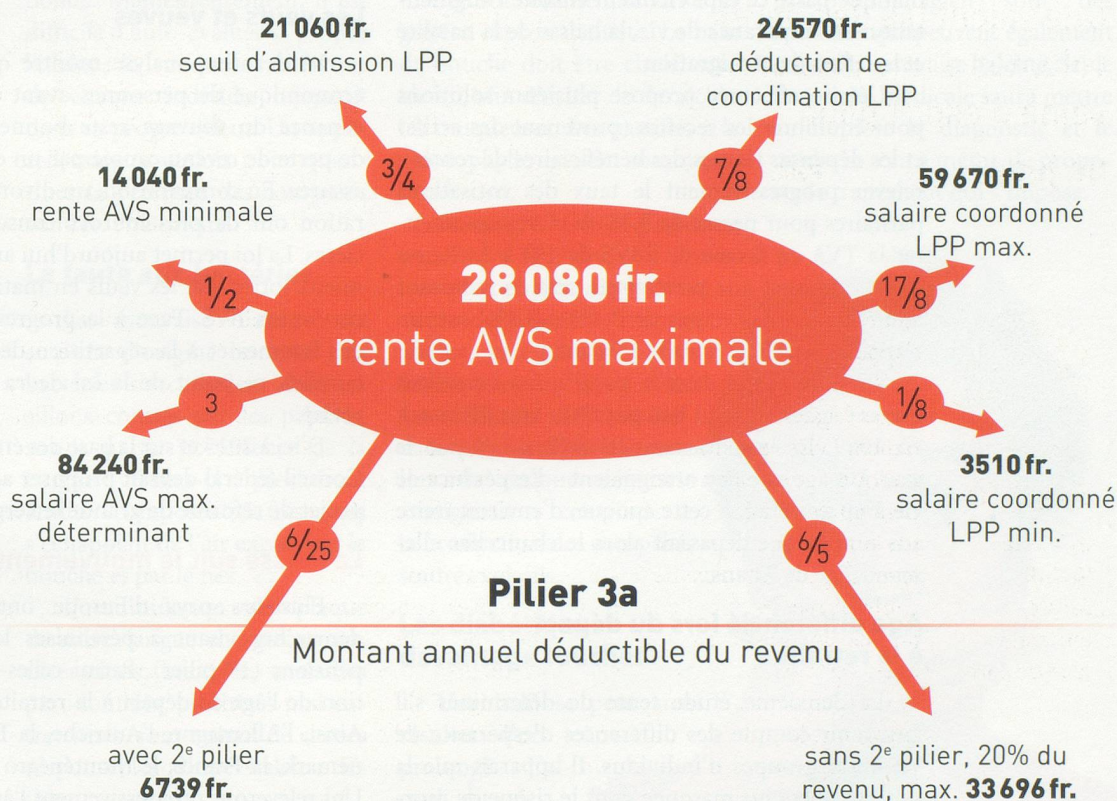 21 060 fr.
seuil d'admission LPP
24 570 fr.
déduction de
coordination LPP
3/4
7/8
14 040 fr.
rente AVS minimale
59 670 fr.
salaire coordonné
LPP max.
1/2
17/8
28 080 fr.
rente AVS maximale
3
1/8
84 240 fr.
salaire AVS max.
déterminant
3510 fr.
salaire coordonné
LPP min.
6/25
6/5
Pilier 3a
Montant annuel déductible du revenu
avec 2e pilier
6739 fr.
sans 2e pilier, 20% du
revenu, max. 33 696 fr.